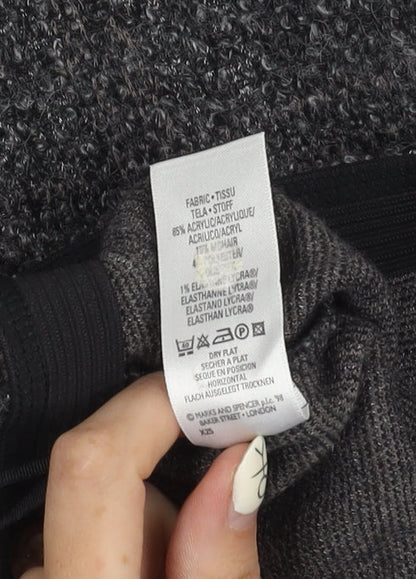 FABRIC • TISSU
TELA • STOFF
85% ACRYLIC/ACRYLIQUE/
ACRILICO/ACRYL
MOHAIR
1% ELASTANE LYCRA®/
ELASTHANNE LYCRA®/
ELASTANO LYCRA®/
ELASTHAN LYCRA®/
P
DRY FLAT
SECHER A PLAT
SEQUE EN POSICION
HORIZONTAL
FLACH AUSGELEGT TROCKNEN
© MARKS AND SPENCER p.l.c. '98
BAKER STREET • LONDON
X25